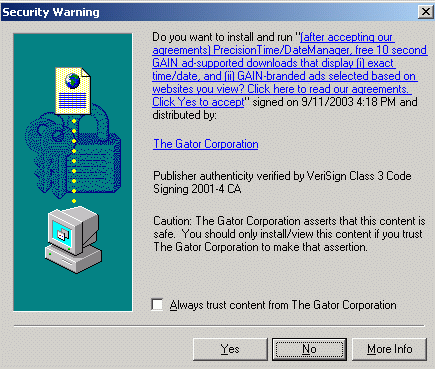 Security Warning
Do you want to install and run "(after accepting our
agreements) PrecisionTime/DateManager, free 10 second
GAIN ad-supported downloads that display (i) exact
time/date, and (ii) GAIN-branded ads selected based on
websites you view? Click here to read our agreements.
Click Yes to accept" signed on 9/11/2003 4:18 PM and
distributed by:
The Gator Corporation
Publisher authenticity verified by VeriSign Class 3 Code
Signing 2001-4 CA
Caution: The Gator Corporation asserts that this content is
safe. You should only install/view this content if you trust
The Gator Corporation to make that assertion.
Always trust content from The Gator Corporation
Yes No More Info